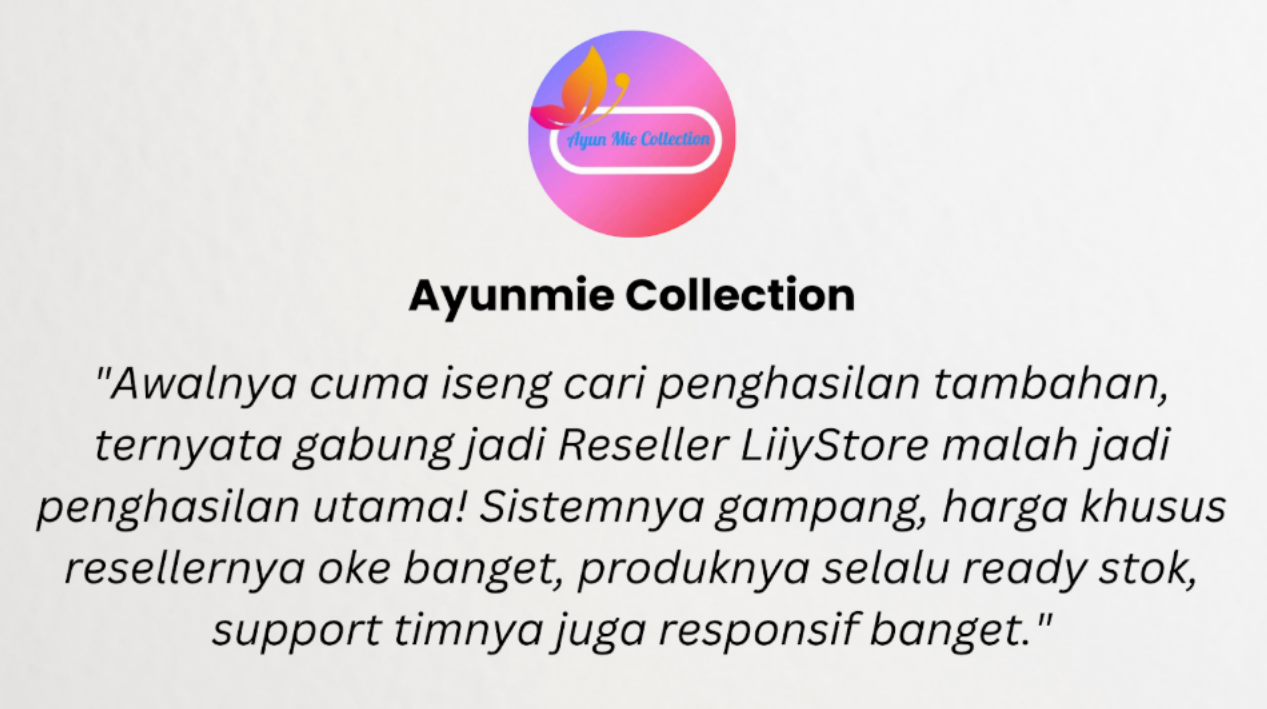 Ayun Mie Collection
Ayunmie Collection
"Awalnya cuma iseng cari penghasilan tambahan,
ternyata gabung jadi Reseller LiiyStore malah jadi
penghasilan utama! Sistemnya gampang, harga khusus
resellernya oke banget, produknya selalu ready stok,
support timnya juga responsif banget."